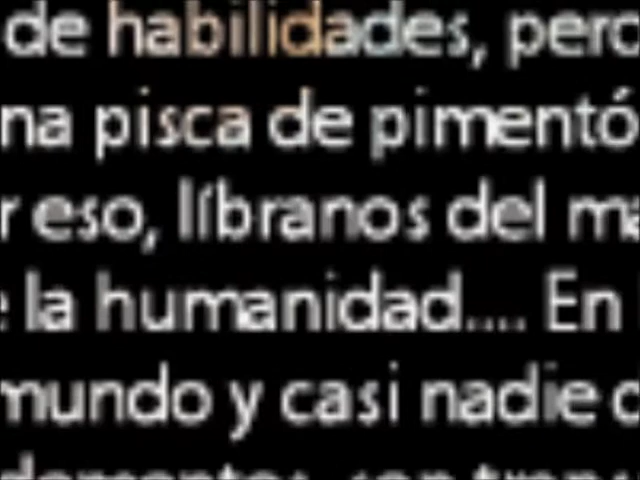 de habilidades, pero
na pisca de pimentó
r eso, líbranos del ma
la humanidad.... En
mundo y casi nadie